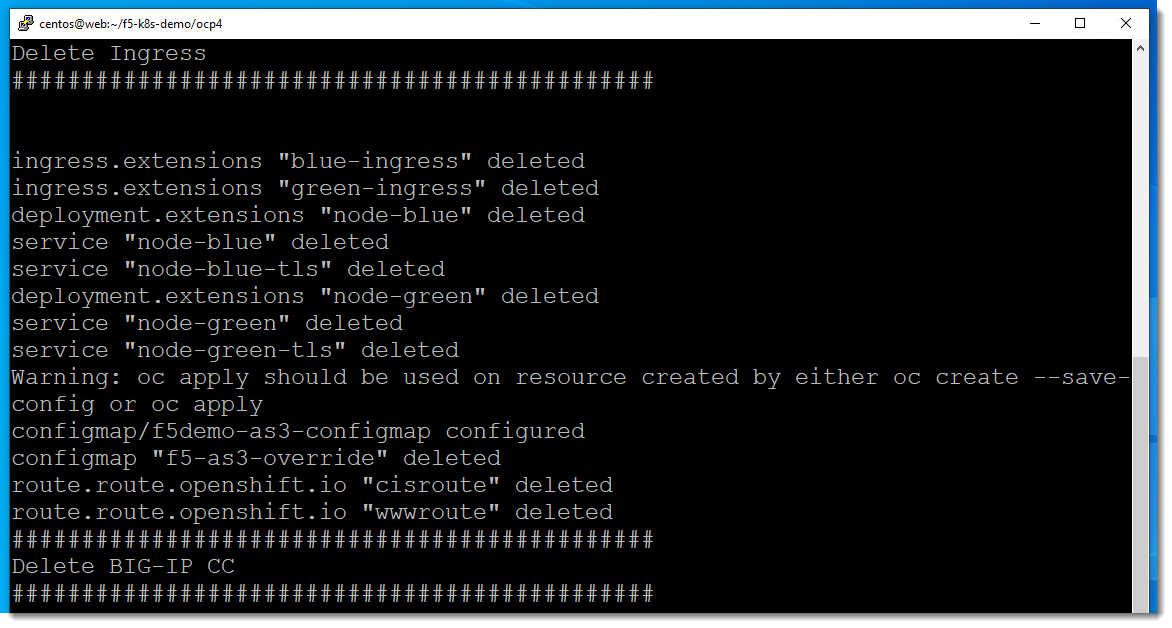 centos@web:~/f5-k8s-demo/ocp4
Delete Ingress
##############################################
ingress.extensions "blue-ingress" deleted
ingress.extensions "green-ingress" deleted
deployment.extensions "node-blue" deleted
service "node-blue" deleted
service "node-blue-tls" deleted
deployment.extensions "node-green" deleted
service "node-green" deleted
service "node-green-tls" deleted
Warning: oc apply should be used on resource created by either oc create --save-
config or oc apply
configmap/f5demo-as3-configmap configured
configmap "f5-as3-override" deleted
route.route.openshift.io "cisroute" deleted
route.route.openshift.io "wwwroute" deleted
##############################################
Delete BIG-IP CC
##############################################